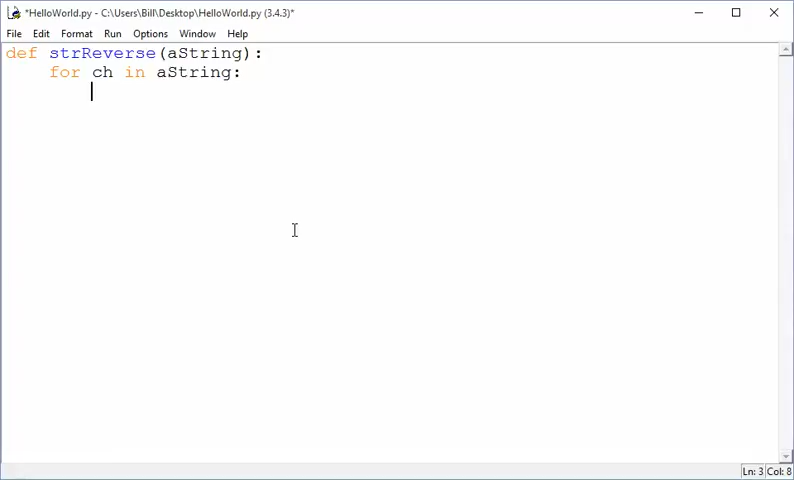 *HelloWorld.py - C:\Users\Bill\Desktop\HelloWorld.py (3.4.3)*
File Edit Format Run Options Window Help
def strReverse(aString):
    for ch in aString:
Ln: 3 Col: 8